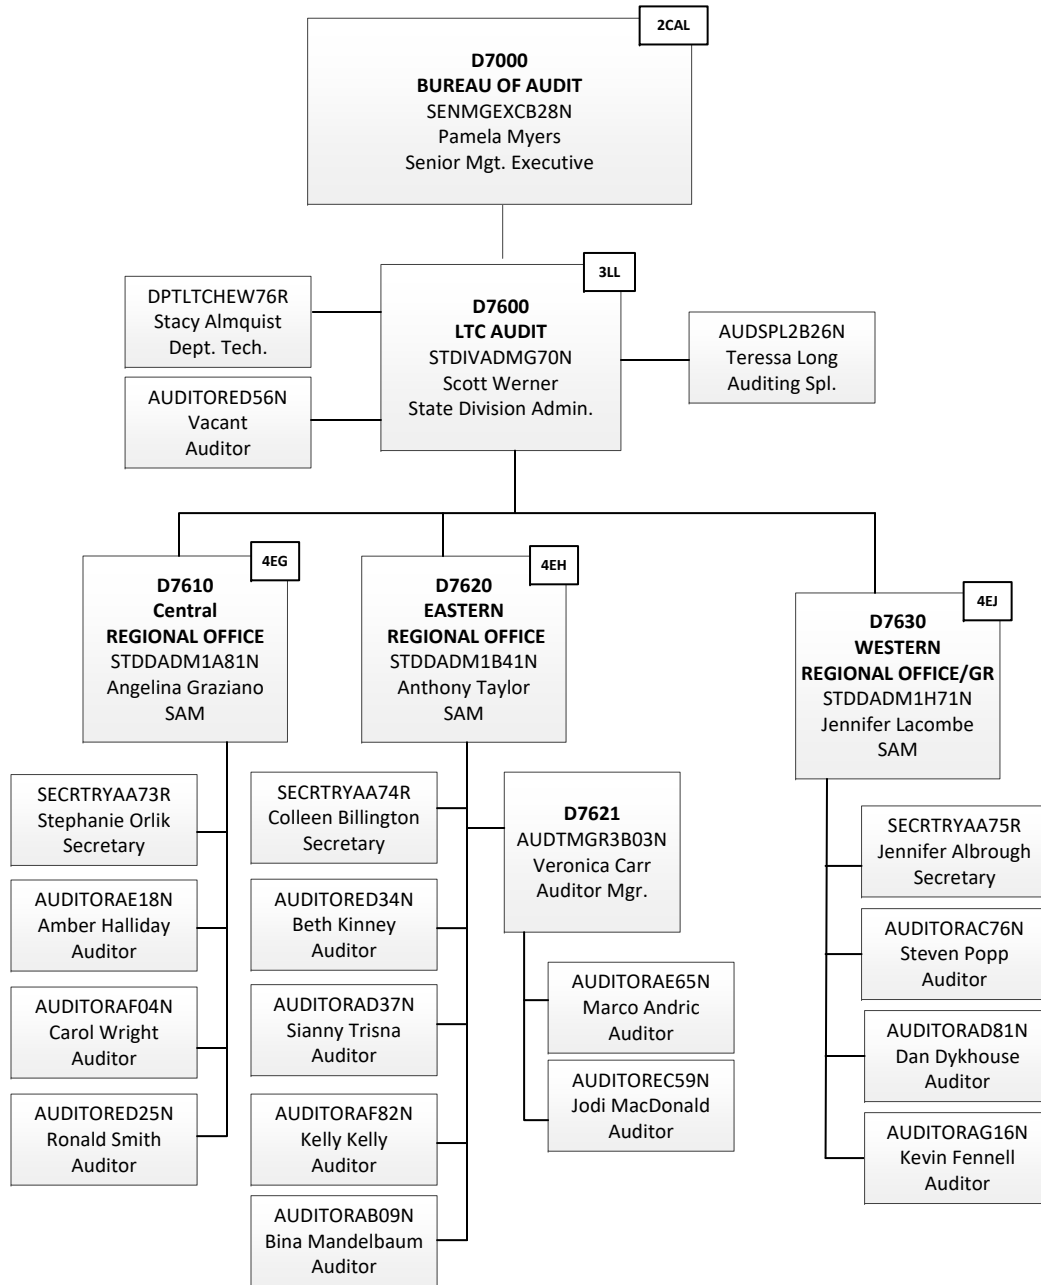 2CAL
D7000
BUREAU OF AUDIT
SENMGEXCB28N
Pamela Myers
Senior Mgt. Executive
3LL
D7600
LTC AUDIT
STDIVADMG70N
Scott Werner
State Division Admin.
DPTLTCHEW76R
Stacy Almquist
Dept. Tech.
AUDITORED56N
Vacant
Auditor
AUDSPL2B26N
Teressa Long
Auditing Spl.
4EG
D7610
Central
REGIONAL OFFICE
STDDADM1A81N
Angelina Graziano
SAM
SECRTRYAA73R
Stephanie Orlik
Secretary
AUDITORAE18N
Amber Halliday
Auditor
AUDITORAF04N
Carol Wright
Auditor
AUDITORED25N
Ronald Smith
Auditor
4EH
D7620
EASTERN
REGIONAL OFFICE
STDDADM1B41N
Anthony Taylor
SAM
SECRTRYAA74R
Colleen Billington
Secretary
AUDITORED34N
Beth Kinney
Auditor
AUDITORAD37N
Sianny Trisna
Auditor
AUDITORAF82N
Kelly Kelly
Auditor
AUDITORAB09N
Bina Mandelbaum
Auditor
D7621
AUDTMGR3B03N
Veronica Carr
Auditor Mgr.
AUDITORAE65N
Marco Andric
Auditor
AUDITOREC59N
Jodi MacDonald
Auditor
4EJ
D7630
WESTERN
REGIONAL OFFICE/GR
STDDADM1H71N
Jennifer Lacombe
SAM
SECRTRYAA75R
Jennifer Albrough
Secretary
AUDITORAC76N
Steven Popp
Auditor
AUDITORAD81N
Dan Dykhouse
Auditor
AUDITORAG16N
Kevin Fennell
Auditor